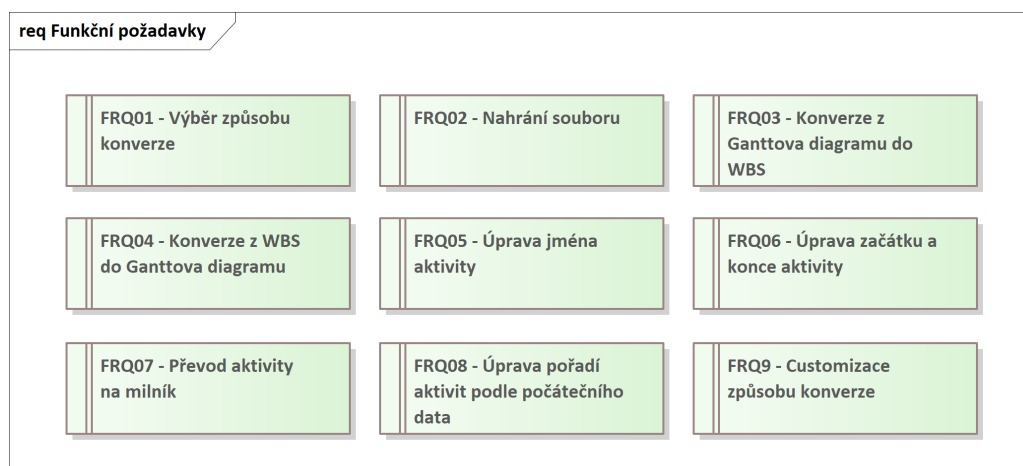 req Funkční požadavky
FRQ01 - Výběr způsobu
konverze
FRQ02 - Nahrání souboru
FRQ03 - Konverze z
Ganttova diagramu do
WBS
FRQ04 - Konverze z WBS
do Ganttova diagramu
FRQ05 - Úprava jména
aktivity
FRQ06 - Úprava začátku a
konce aktivity
FRQ07 - Převod aktivity
na milník
FRQ08 - Úprava pořadí
aktivit podle počátečního
data
FRQ9 - Customizace
způsobu konverze